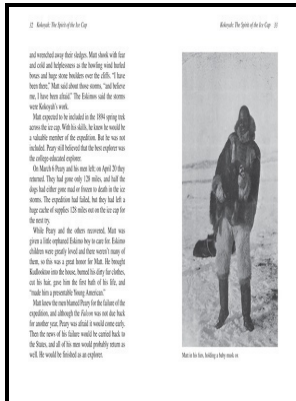 32 Kokoyah: The Spirit of the Ice Cap
and wrenched away their sledges. Matt shook with fear
and cold and helplessness as the howling wind hurled
boxes and huge stone boulders over the cliffs. "I have
been there," Matt said about those storms, "and believe
me, I have been afraid." The Eskimos said the storms
were Kokoyah's work.
Matt expected to be included in the 1894 spring trek
across the ice cap. With his skills, he knew he would be
a valuable member of the expedition. But he was not
included. Peary still believed that the best explorer was
the college-educated explorer.
On March 6 Peary and his men left; on April 20 they
returned. They had gone only 128 miles, and half the
dogs had either gone mad or frozen to death in the ice
storms. The expedition had failed, but they had left a
huge cache of supplies 128 miles out on the ice cap for
the next try.
While Peary and the others recovered, Matt was
given a little orphaned Eskimo boy to care for. Eskimo
children were greatly loved and there weren't many of
them, so this was a great honor for Matt. He brought
Kudlooktoo into the house, burned his dirty fur clothes,
cut his hair, gave him the first bath of his life, and
"made him a presentable Young American."
Matt knew the men blamed Peary for the failure of the
expedition, and although the Falcon was not due back
for another year, Peary was afraid it would come early.
Then the news of his failure would be carried back to
the States, and all of his men would probably return as
well. He would be finished as an explorer.
Kokoyah: The Spirit of the Ice Cap 33
Matt in his furs, holding a baby musk ox